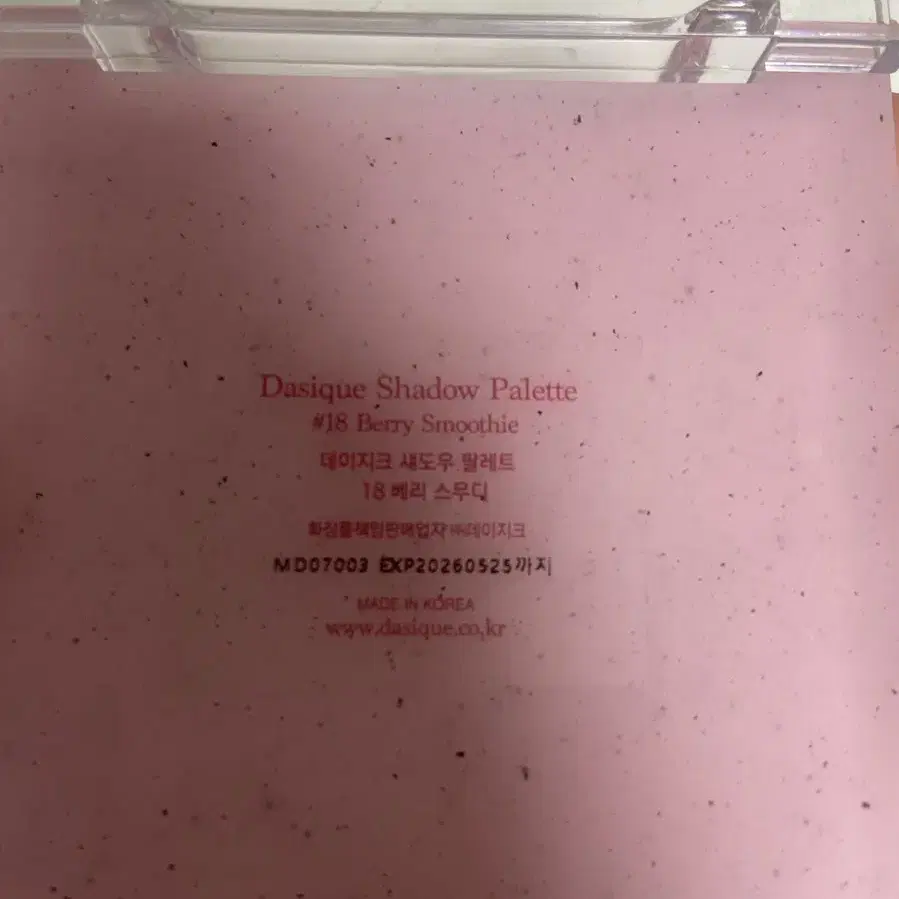 Dasique Shadow Palette
#18 Berry Smoothie
데이지크 섀도우 팔레트
18 베리 스무디
화장품책임판매업자 ㈜데이지크
MD07003 EXP20260525까지
MADE IN KOREA
www.dasique.co.kr